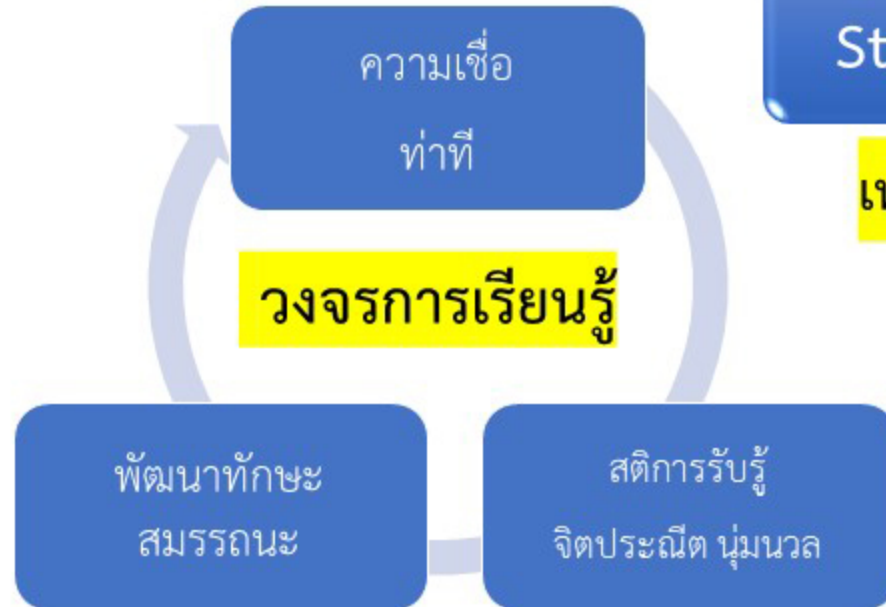 ความเชื่อ
ท่าที
St
วงจรการเรียนรู้
พัฒนาทักษะ
สมรรถนะ
สติการรับรู้
จิตประณีต นุ่มนวล